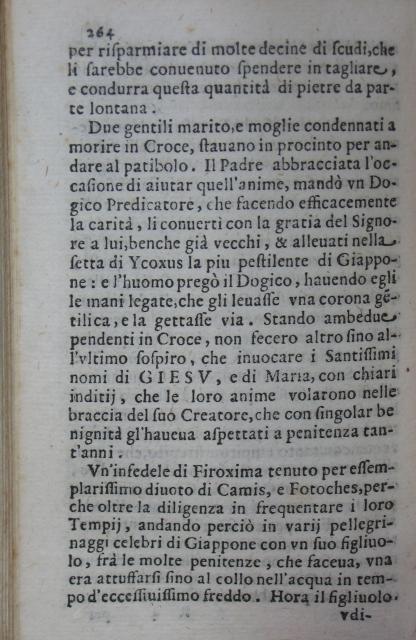 264
per riſparmiare di molte decine di ſcudi,che
li ſarebbe conuenuto ſpendere in tagliare,
e condurra queſta quantità di pietre da par-
te lontana.
Due gentili marito,e moglie condennati a
morire in Croce, ſtauano in procinto per an-
dare al patibolo. Il Padre abbracciata l'oc-
caſione di aiutar quell'anime, mandò vn Do-
gico Predicatore, che facendo efficacemente
la carità, li conuertì con la gratia del Signo-
re a lui,benche già vecchi, & alleuati nella
ſetta di Ycoxus la piu peſtilente di Giappo-
ne: e l'huomo pregò il Dogico, hauendo egli
le mani legate,che gli leuaſſe vna corona gē-
tilica, e la gettaſſe via. Stando ambedue
pendenti in Croce, non fecero altro ſino al-
l'vltimo ſoſpiro, che inuocare i Santiſſimi
nomi di GIESV, e di Maria, con chiari
inditij, che le loro anime volarono nelle
braccia del ſuo Creatore,che con ſingolar be
nignità gl'haueua aſpettati a penitenza tan-
t'anni.
Vn'infedele di Firoxima tenuto per eſſem-
plariſſimo diuoto di Camis, e Fotoches,per-
che oltre la diligenza in frequentare i loro
Tempij, andando perciò in varij pellegri-
naggi celebri di Giappone con vn ſuo figliuo-
lo, frà le molte penitenze, che faceua, vna
era attuffarſi ſino al collo nell'acqua in tem-
po d'ecceſſiuiſſimo freddo. Hora il figliuolo
vdi-